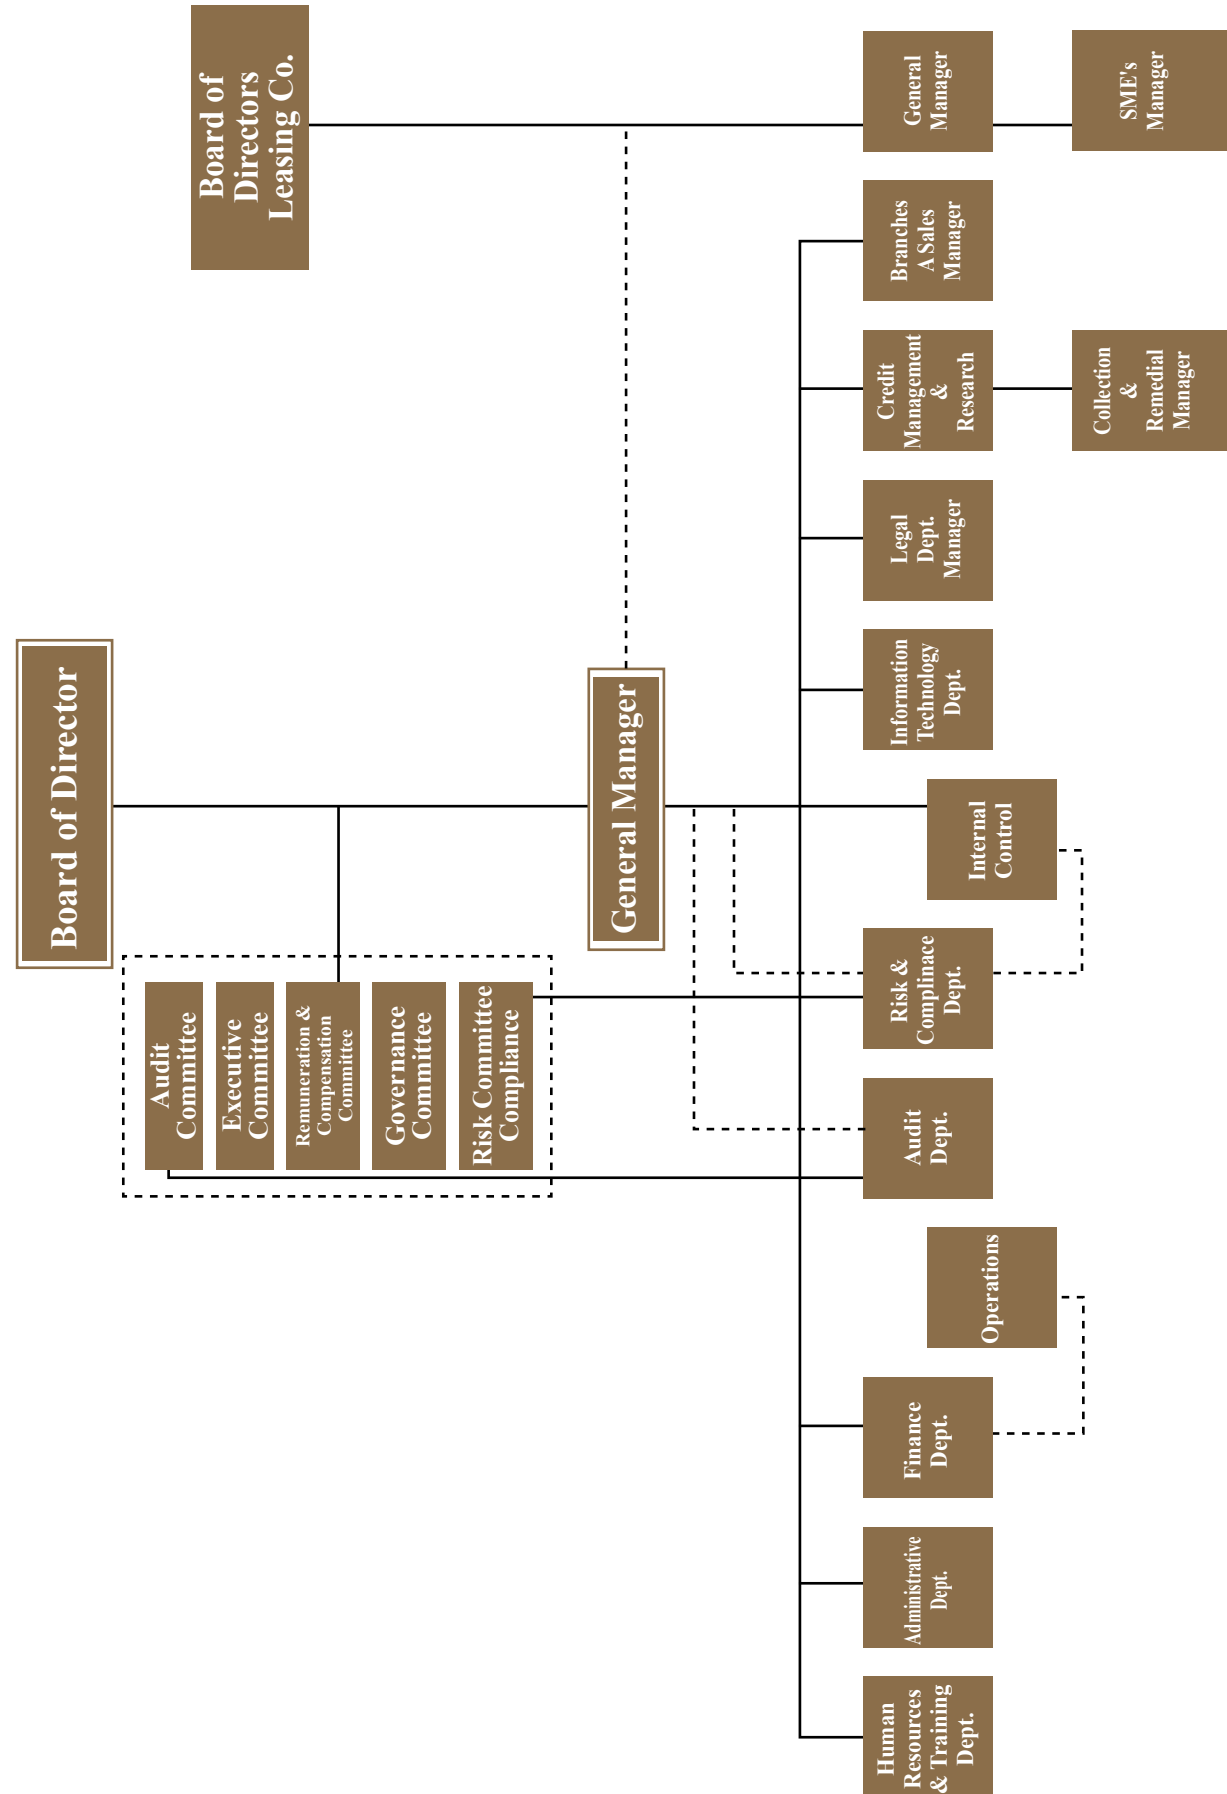 Board of Director
Board of
Directors
Leasing Co.
Audit
Committee
Executive
Committee
Remuneration &
Compensation
Committee
Governance
Committee
Risk Committee
Compliance
General Manager
Human
Resources
& Training
Dept.
Administrative
Dept.
Finance
Dept.
Operations
Audit
Dept.
Risk &
Complinace
Dept.
Internal
Control
Information
Technology
Dept.
Legal
Dept.
Manager
Credit
Management
&
Research
Branches
A Sales
Manager
General
Manager
Collection
&
Remedial
Manager
SME's
Manager